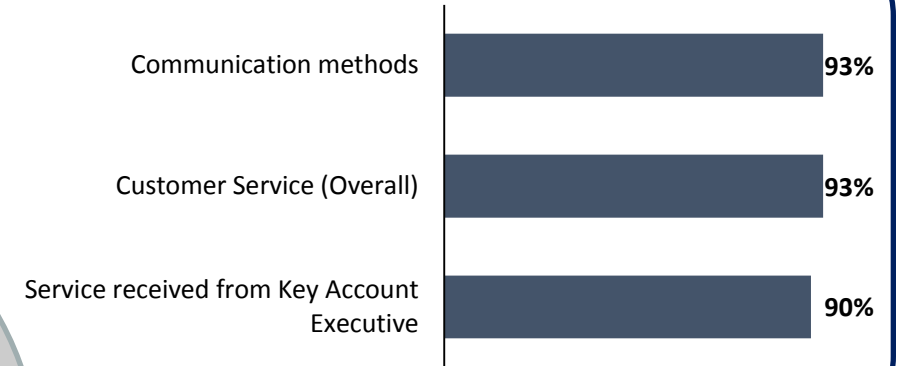 Communication methods
93%
Customer Service (Overall)
93%
Service received from Key Account
Executive
90%